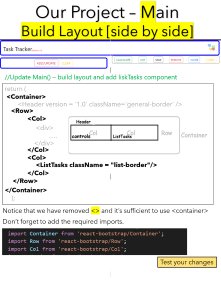 Our Project – Main
Build Layout [side by side]
Task Tracker
//Update Main() – build layout and add liskTasks component
return (
<Container>
<Header version = '1.0' className= general-border' />
<Row>
<Col>
<div>
...
</div>
</Col>
<Col>
<ListTasks className = "list-border"/>
</Col>
</Row>
</Container>
)
Header
Col
Col
controls
ListTasks
Row
Container
Notice that we have removed <> and it's sufficient to use <container>
Don't forget to add the required imports.
import Container from 'react-bootstrap/Container';
import Row from 'react-bootstrap/Row';
import Col from 'react-bootstrap/Col';
Test your changes